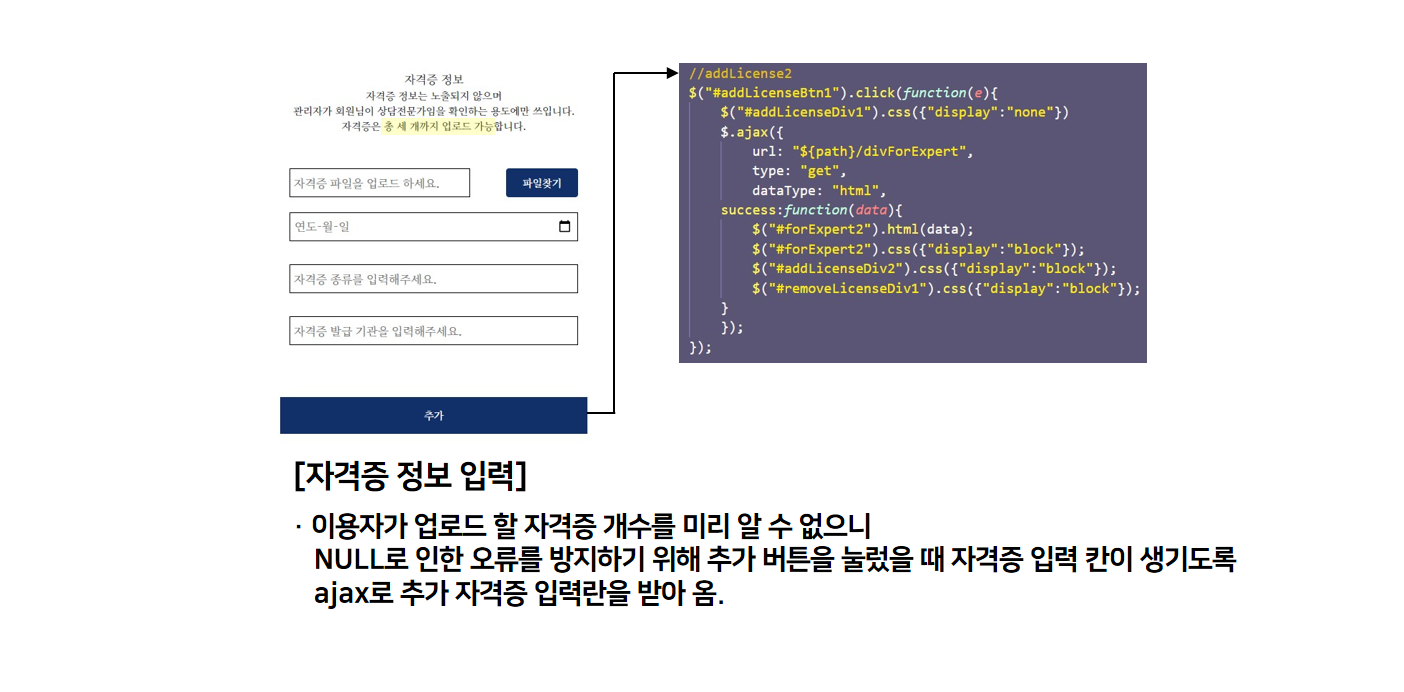 자격증 정보
자격증 정보는 노출되지 않으며
관리자가 회원님이 상담전문가임을 확인하는 용도에만 쓰입니다.
자격증은 총 세 개까지 업로드 가능합니다.
자격증 파일을 업로드 하세요.
파일찾기
연도-월-일
자격증 종류를 입력해주세요.
자격증 발급 기관을 입력해주세요.
추가
//addLicense2
$("#addLicenseBtn1").click(function(e){
$("#addLicenseDiv1").css({"display":"none"})
$.ajax({
url: "${path}/divForExpert",
type: "get",
dataType: "html",
success:function(data){
$("#forExpert2").html(data);
$("#forExpert2").css({"display":"block"});
$("#addLicenseDiv2").css({"display":"block"});
$("#removeLicenseDiv1").css({"display":"block"});
}
});
});
[자격증 정보 입력]
· 이용자가 업로드 할 자격증 개수를 미리 알 수 없으니
NULL로 인한 오류를 방지하기 위해 추가 버튼을 눌렀을 때 자격증 입력 칸이 생기도록
ajax로 추가 자격증 입력란을 받아 옴.